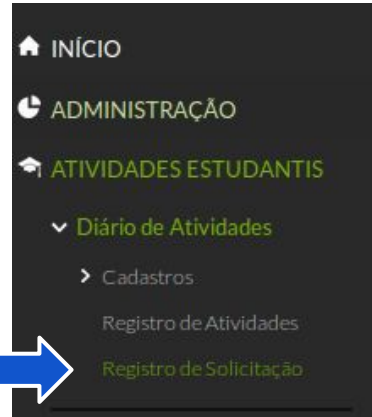 INÍCIO
ADMINISTRAÇÃO
ATIVIDADES ESTUDANTIS
Diário de Atividades
Cadastros
Registro de Atividades
Registro de Solicitação